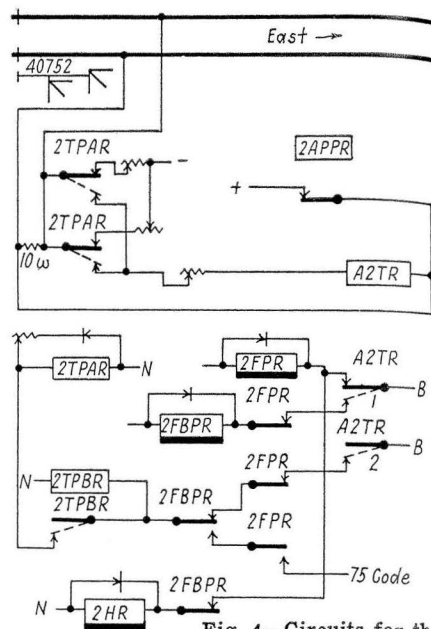 East
40752
2TPAR
2APPR
−
+
2TPAR
10ω
A2TR
2TPAR
N
2FPR
A2TR
B
1
2FBPR
2FPR
A2TR
B
2
N
2TPBR
2FPR
2TPBR
2FBPR
2FPR
75 Code
2FBPR
N
2HR
Fig. 4—Circuits for th